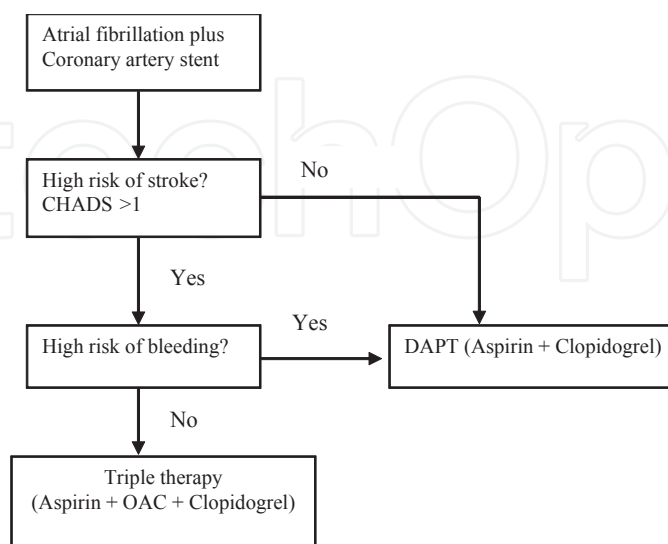 Atrial fibrillation plus
Coronary artery stent
High risk of stroke?
CHADS >1
No
Yes
High risk of bleeding?
Yes
DAPT (Aspirin + Clopidogrel)
No
Triple therapy
(Aspirin + OAC + Clopidogrel)